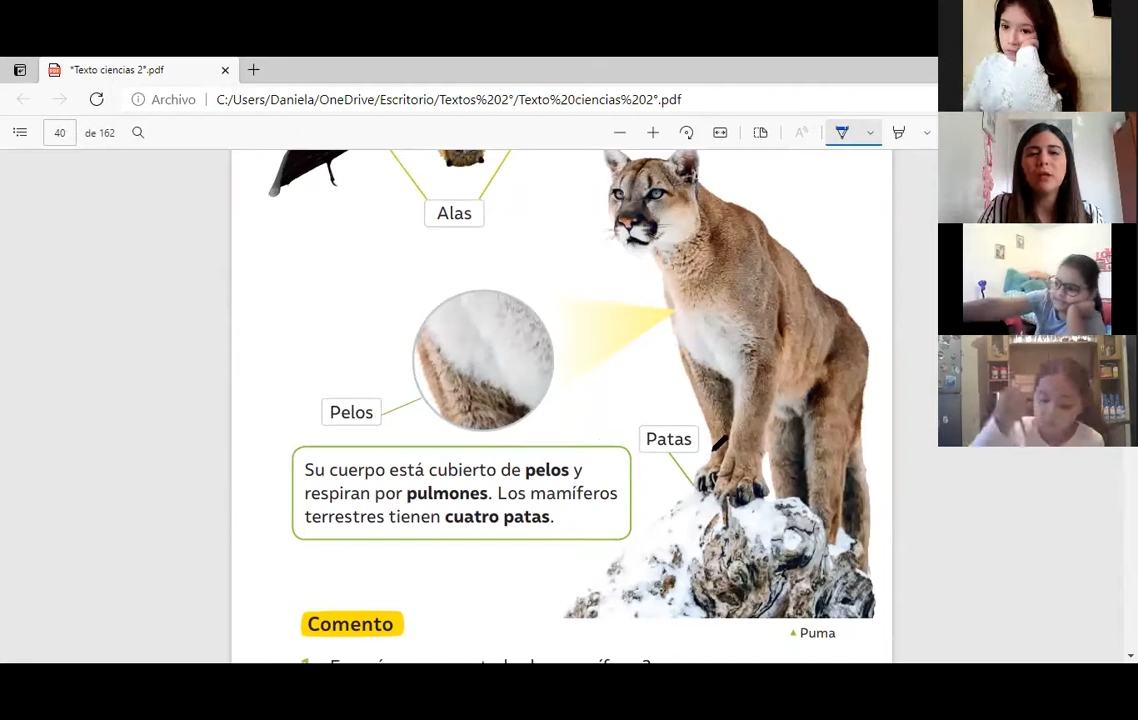 *Texto ciencias 2°.pdf
Archivo C:/Users/Daniela/OneDrive/Escritorio/Textos%202°/Texto%20ciencias%202°.pdf
40 de 162
Alas
Pelos
Patas
Su cuerpo está cubierto de pelos y
respiran por pulmones. Los mamíferos
terrestres tienen cuatro patas.
Comento
Puma